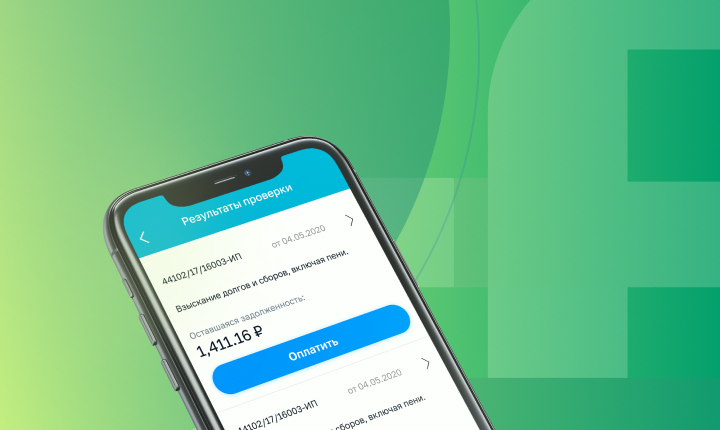 Результаты проверки
44102/17/16003-ИП
от 04.05.2020
Взыскание долгов и сборов, включая пени.
Оставшаяся задолженность:
1,411.16 ₽
Оплатить
44102/17/16003-ИП
от 04.05.2020
сборов, включая пени.